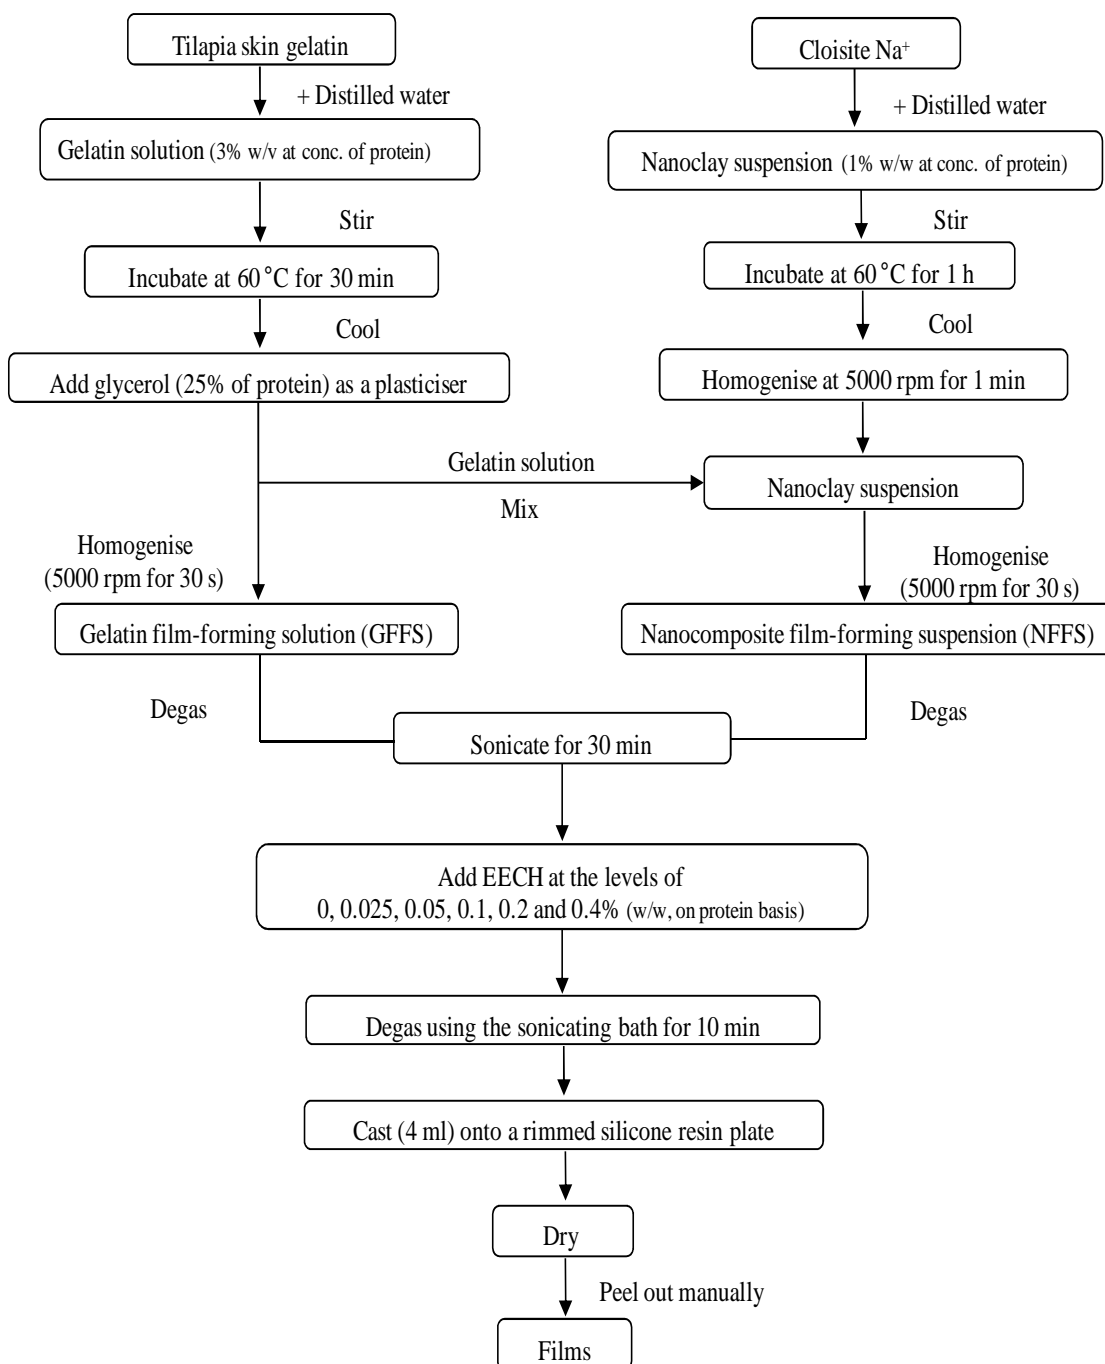 Tilapia skin gelatin
Cloisite Na⁺
+ Distilled water
+ Distilled water
Gelatin solution (3% w/v at conc. of protein)
Nanoclay suspension (1% w/w at conc. of protein)
Stir
Stir
Incubate at 60 °C for 30 min
Incubate at 60 °C for 1 h
Cool
Cool
Add glycerol (25% of protein) as a plasticiser
Homogenise at 5000 rpm for 1 min
Gelatin solution
Mix
Nanoclay suspension
Homogenise
(5000 rpm for 30 s)
Homogenise
(5000 rpm for 30 s)
Gelatin film-forming solution (GFFS)
Nanocomposite film-forming suspension (NFFS)
Degas
Degas
Sonicate for 30 min
Add EECH at the levels of
0, 0.025, 0.05, 0.1, 0.2 and 0.4% (w/w, on protein basis)
Degas using the sonicating bath for 10 min
Cast (4 ml) onto a rimmed silicone resin plate
Dry
Peel out manually
Films